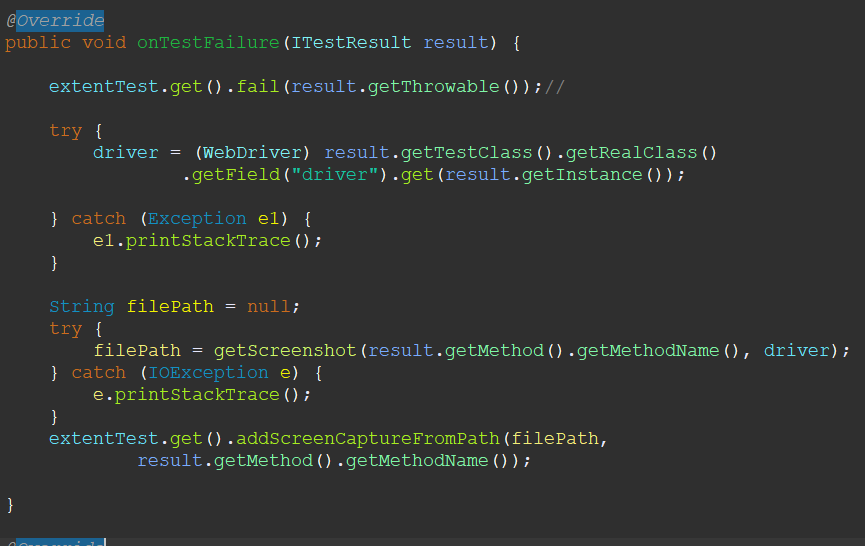 @Override
public void onTestFailure(ITestResult result) {
extentTest.get().fail(result.getThrowable());//
try {
driver = (WebDriver) result.getTestClass().getRealClass()
.getField("driver").get(result.getInstance());
} catch (Exception e1) {
e1.printStackTrace();
}
String filePath = null;
try {
filePath = getScreenshot(result.getMethod().getMethodName(), driver);
} catch (IOException e) {
e.printStackTrace();
}
extentTest.get().addScreenCaptureFromPath(filePath,
result.getMethod().getMethodName());
}
@Override